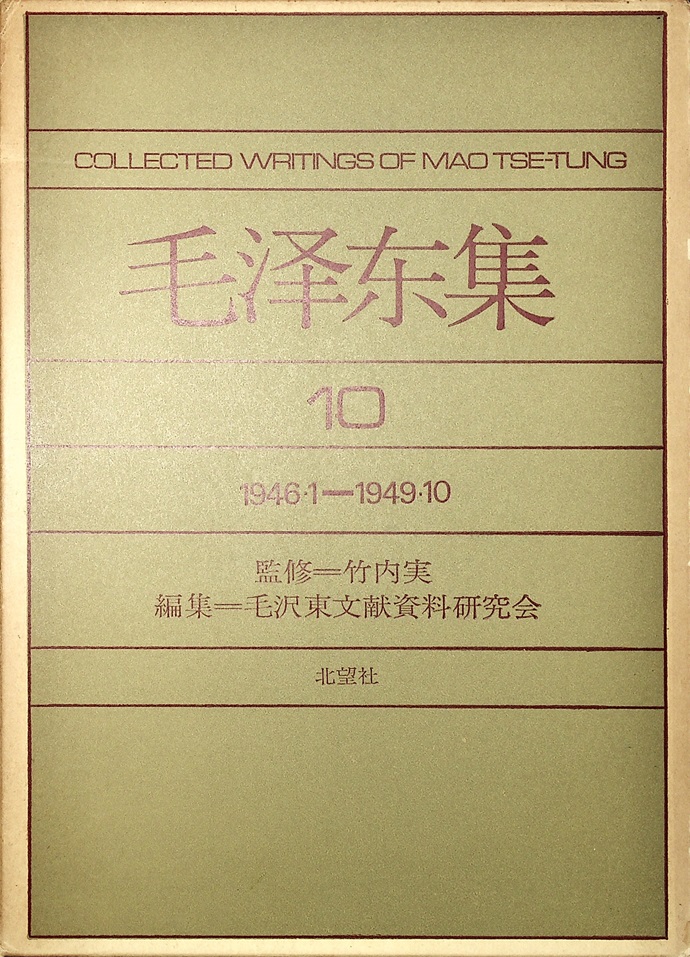 COLLECTED WRITINGS OF MAO TSE-TUNG
毛泽东集
10
1946·1—1949·10
監修=竹内実
編集=毛沢東文献資料研究会
北望社